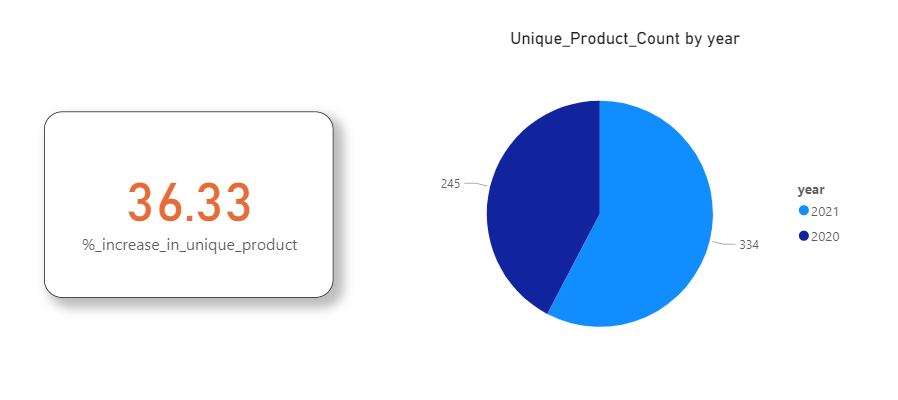 Unique_Product_Count by year
36.33
%_increase_in_unique_product
245
334
year
2021
2020